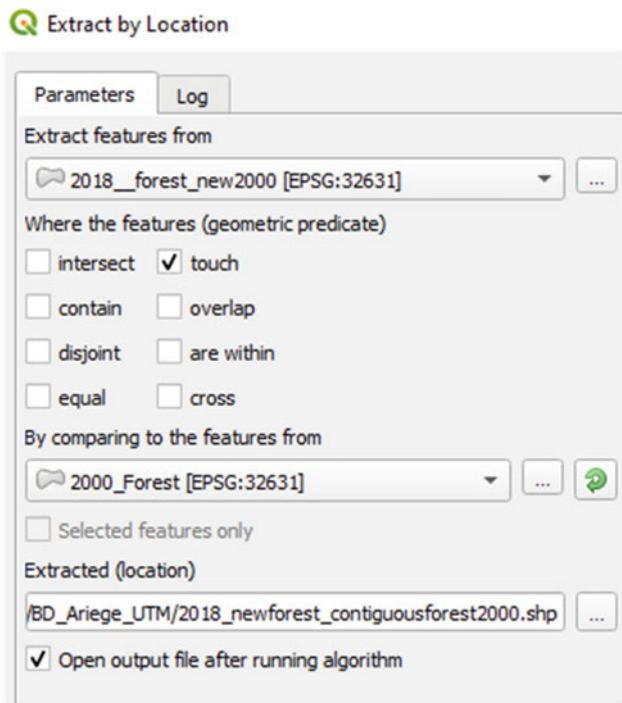 Extract by Location
Parameters Log
Extract features from
2018__forest_new2000 [EPSG:32631]
...
Where the features (geometric predicate)
intersect touch
contain overlap
disjoint are within
equal cross
By comparing to the features from
2000_Forest [EPSG:32631]
...
Selected features only
Extracted (location)
/BD_Ariege_UTM/2018_newforest_contiguousforest2000.shp
...
Open output file after running algorithm